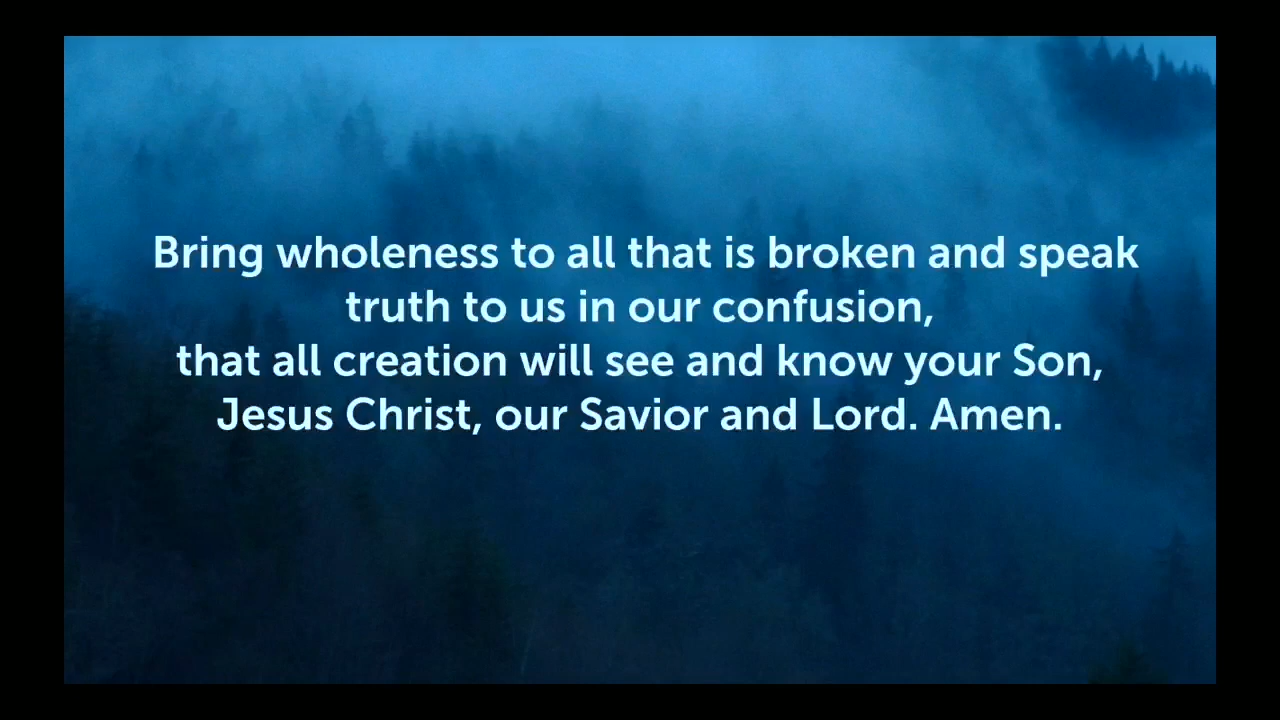 Bring wholeness to all that is broken and speak
truth to us in our confusion,
that all creation will see and know your Son,
Jesus Christ, our Savior and Lord. Amen.